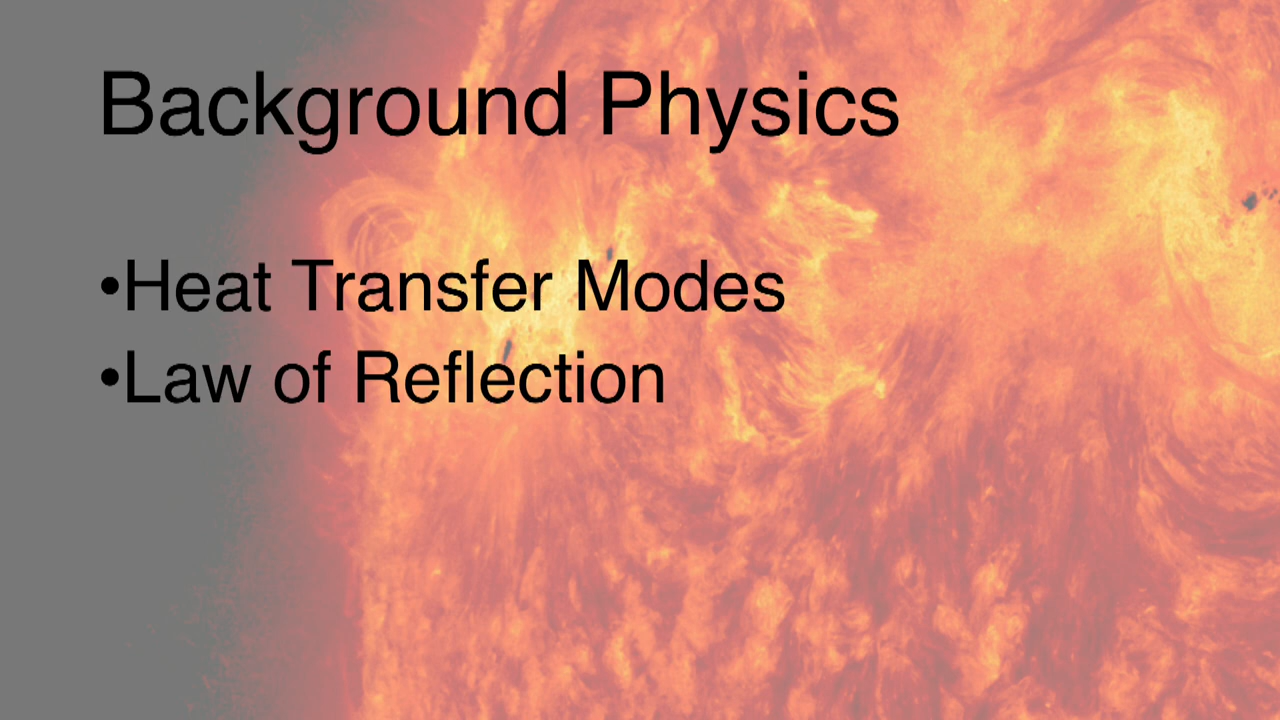 Background Physics
•Heat Transfer Modes
•Law of Reflection